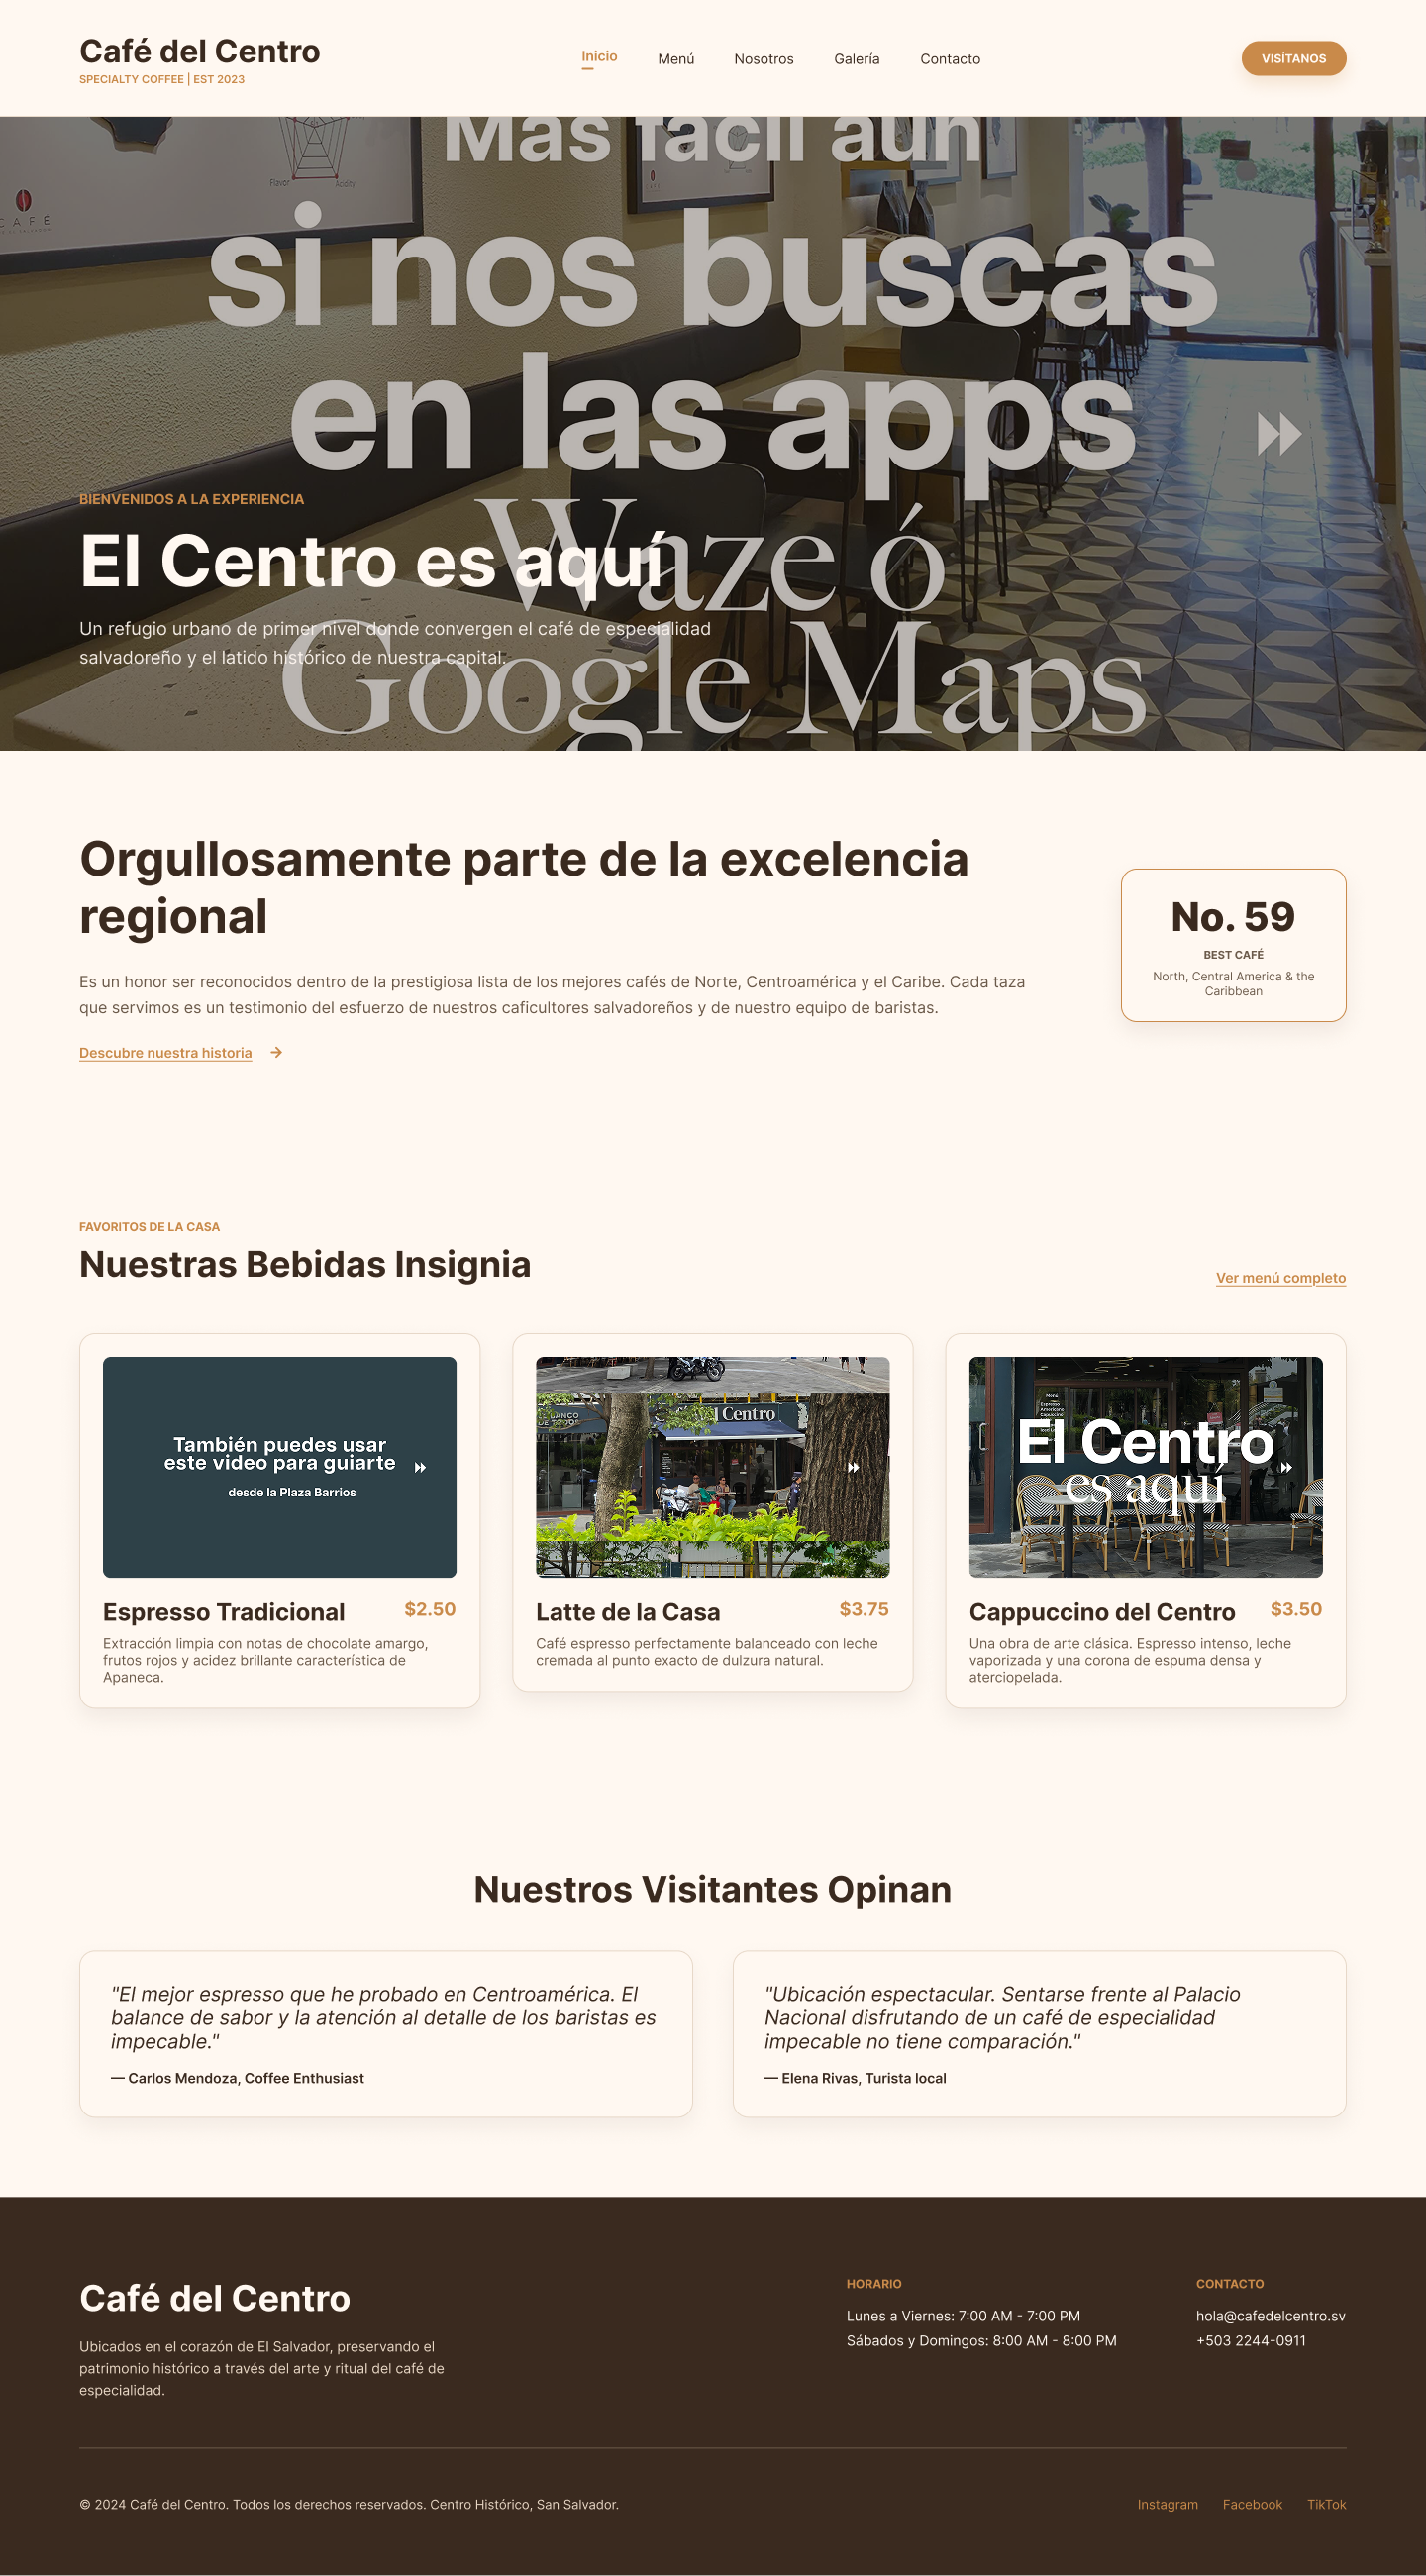 Café del Centro
SPECIALTY COFFEE | EST 2023
Inicio
Menú
Nosotros
Galería
Contacto
VISÍTANOS
Flavor
Acidity
CAFÉ
Más fácil aún
si nos buscas
en las apps
Waze ó
Google Maps
BIENVENIDOS A LA EXPERIENCIA
El Centro es aquí
Un refugio urbano de primer nivel donde convergen el café de especialidad
salvadoreño y el latido histórico de nuestra capital.
Orgullosamente parte de la excelencia
regional
Es un honor ser reconocidos dentro de la prestigiosa lista de los mejores cafés de Norte, Centroamérica y el Caribe. Cada taza
que servimos es un testimonio del esfuerzo de nuestros caficultores salvadoreños y de nuestro equipo de baristas.
Descubre nuestra historia →
No. 59
BEST CAFÉ
North, Central America & the
Caribbean
FAVORITOS DE LA CASA
Nuestras Bebidas Insignia
Ver menú completo
También puedes usar
este video para guiarte
desde la Plaza Barrios
Espresso Tradicional
$2.50
Extracción limpia con notas de chocolate amargo,
frutos rojos y acidez brillante característica de
Apaneca.
Centro
Latte de la Casa
$3.75
Café espresso perfectamente balanceado con leche
cremada al punto exacto de dulzura natural.
El Centro
es aquí
Cappuccino del Centro
$3.50
Una obra de arte clásica. Espresso intenso, leche
vaporizada y una corona de espuma densa y
aterciopelada.
Nuestros Visitantes Opinan
"El mejor espresso que he probado en Centroamérica. El
balance de sabor y la atención al detalle de los baristas es
impecable."
— Carlos Mendoza, Coffee Enthusiast
"Ubicación espectacular. Sentarse frente al Palacio
Nacional disfrutando de un café de especialidad
impecable no tiene comparación."
— Elena Rivas, Turista local
Café del Centro
Ubicados en el corazón de El Salvador, preservando el
patrimonio histórico a través del arte y ritual del café de
especialidad.
HORARIO
Lunes a Viernes: 7:00 AM - 7:00 PM
Sábados y Domingos: 8:00 AM - 8:00 PM
CONTACTO
hola@cafedelcentro.sv
+503 2244-0911
© 2024 Café del Centro. Todos los derechos reservados. Centro Histórico, San Salvador.
Instagram
Facebook
TikTok